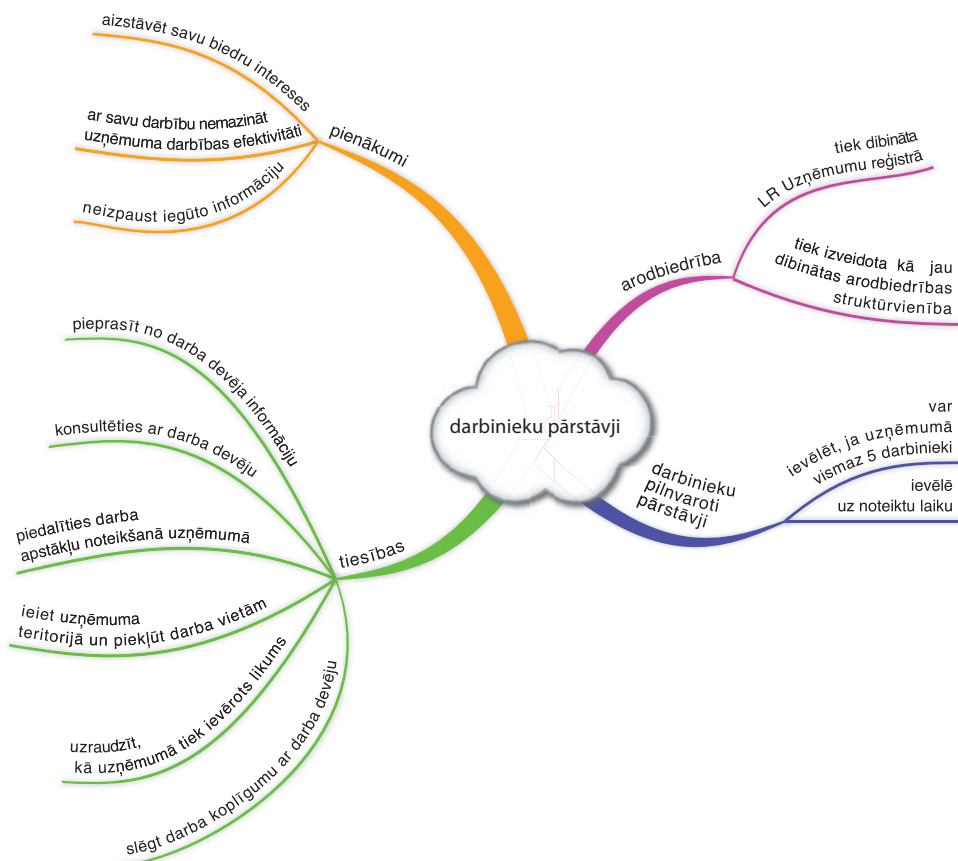 aizstāvēt savu biedru intereses
ar savu darbību nemazināt
uzņēmuma darbības efektivitāti
neizpaust iegūto informāciju
pienākumi
tiek dibināta
LR Uzņēmumu reģistrā
tiek izveidota kā jau
dibinātas arodbiedrības
struktūrvienība
arodbiedrība
darbinieku pārstāvji
var
ievēlēt, ja uzņēmumā
vismaz 5 darbinieki
ievēlē
uz noteiktu laiku
darbinieku
pilnvaroti
pārstāvji
pieprasīt no darba devēja informāciju
konsultēties ar darba devēju
piedalīties darba
apstākļu noteikšanā uzņēmumā
ieiet uzņēmuma
teritorijā un piekļūt darba vietām
uzraudzīt,
kā uzņēmumā tiek ievērots likums
slēgt darba koplīgumu ar darba devēju
tiesības